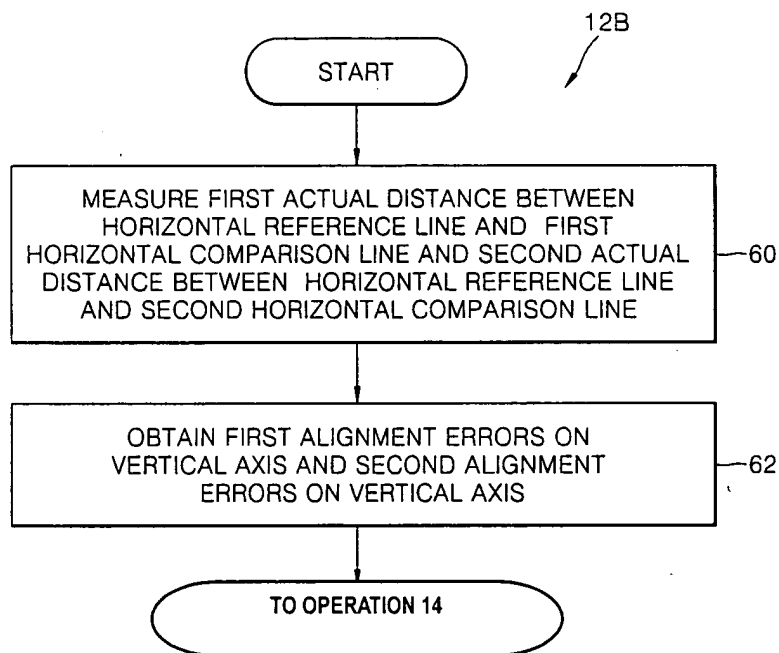 12B
START
MEASURE FIRST ACTUAL DISTANCE BETWEEN
HORIZONTAL REFERENCE LINE AND FIRST
HORIZONTAL COMPARISON LINE AND SECOND ACTUAL
DISTANCE BETWEEN HORIZONTAL REFERENCE LINE
AND SECOND HORIZONTAL COMPARISON LINE
60
OBTAIN FIRST ALIGNMENT ERRORS ON
VERTICAL AXIS AND SECOND ALIGNMENT
ERRORS ON VERTICAL AXIS
62
TO OPERATION 14